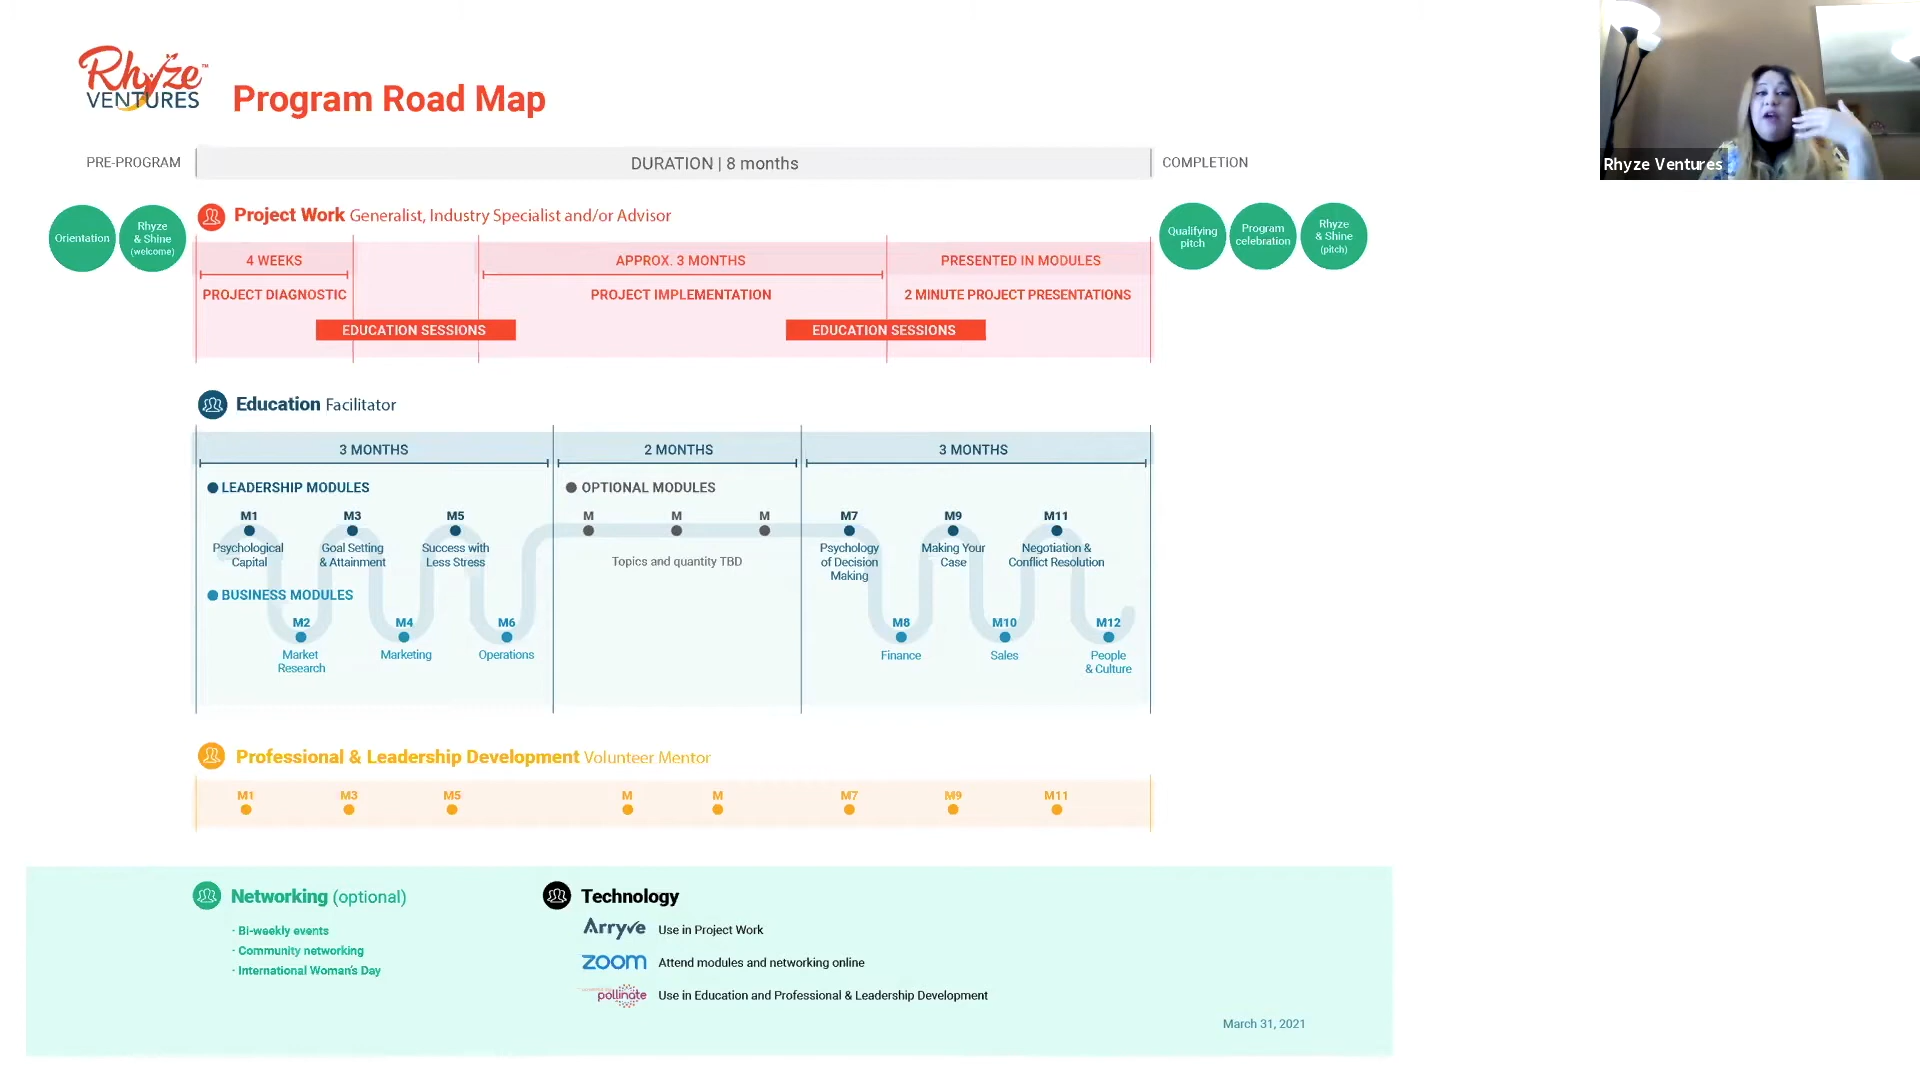 Rhyze™
VENTURES
Program Road Map
PRE-PROGRAM
DURATION | 8 months
COMPLETION
Rhyze Ventures
Orientation
Rhyze
& Shine
(welcome)
Project Work Generalist, Industry Specialist and/or Advisor
4 WEEKS
APPROX. 3 MONTHS
PRESENTED IN MODULES
PROJECT DIAGNOSTIC
PROJECT IMPLEMENTATION
2 MINUTE PROJECT PRESENTATIONS
EDUCATION SESSIONS
EDUCATION SESSIONS
Qualifying
pitch
Program
celebration
Rhyze
& Shine
(pitch)
Education Facilitator
3 MONTHS
2 MONTHS
3 MONTHS
LEADERSHIP MODULES
OPTIONAL MODULES
M1
M3
M5
M
M
M
M7
M9
M11
Psychological
Capital
Goal Setting
& Attainment
Success with
Less Stress
Topics and quantity TBD
Psychology
of Decision
Making
Making Your
Case
Negotiation &
Conflict Resolution
BUSINESS MODULES
M2
M4
M6
M8
M10
M12
Market
Research
Marketing
Operations
Finance
Sales
People
& Culture
Professional & Leadership Development Volunteer Mentor
M1
M3
M5
M
M
M7
M9
M11
Networking (optional)
· Bi-weekly events
· Community networking
· International Woman's Day
Technology
Arryve Use in Project Work
zoom Attend modules and networking online
pollinate Use in Education and Professional & Leadership Development
March 31, 2021